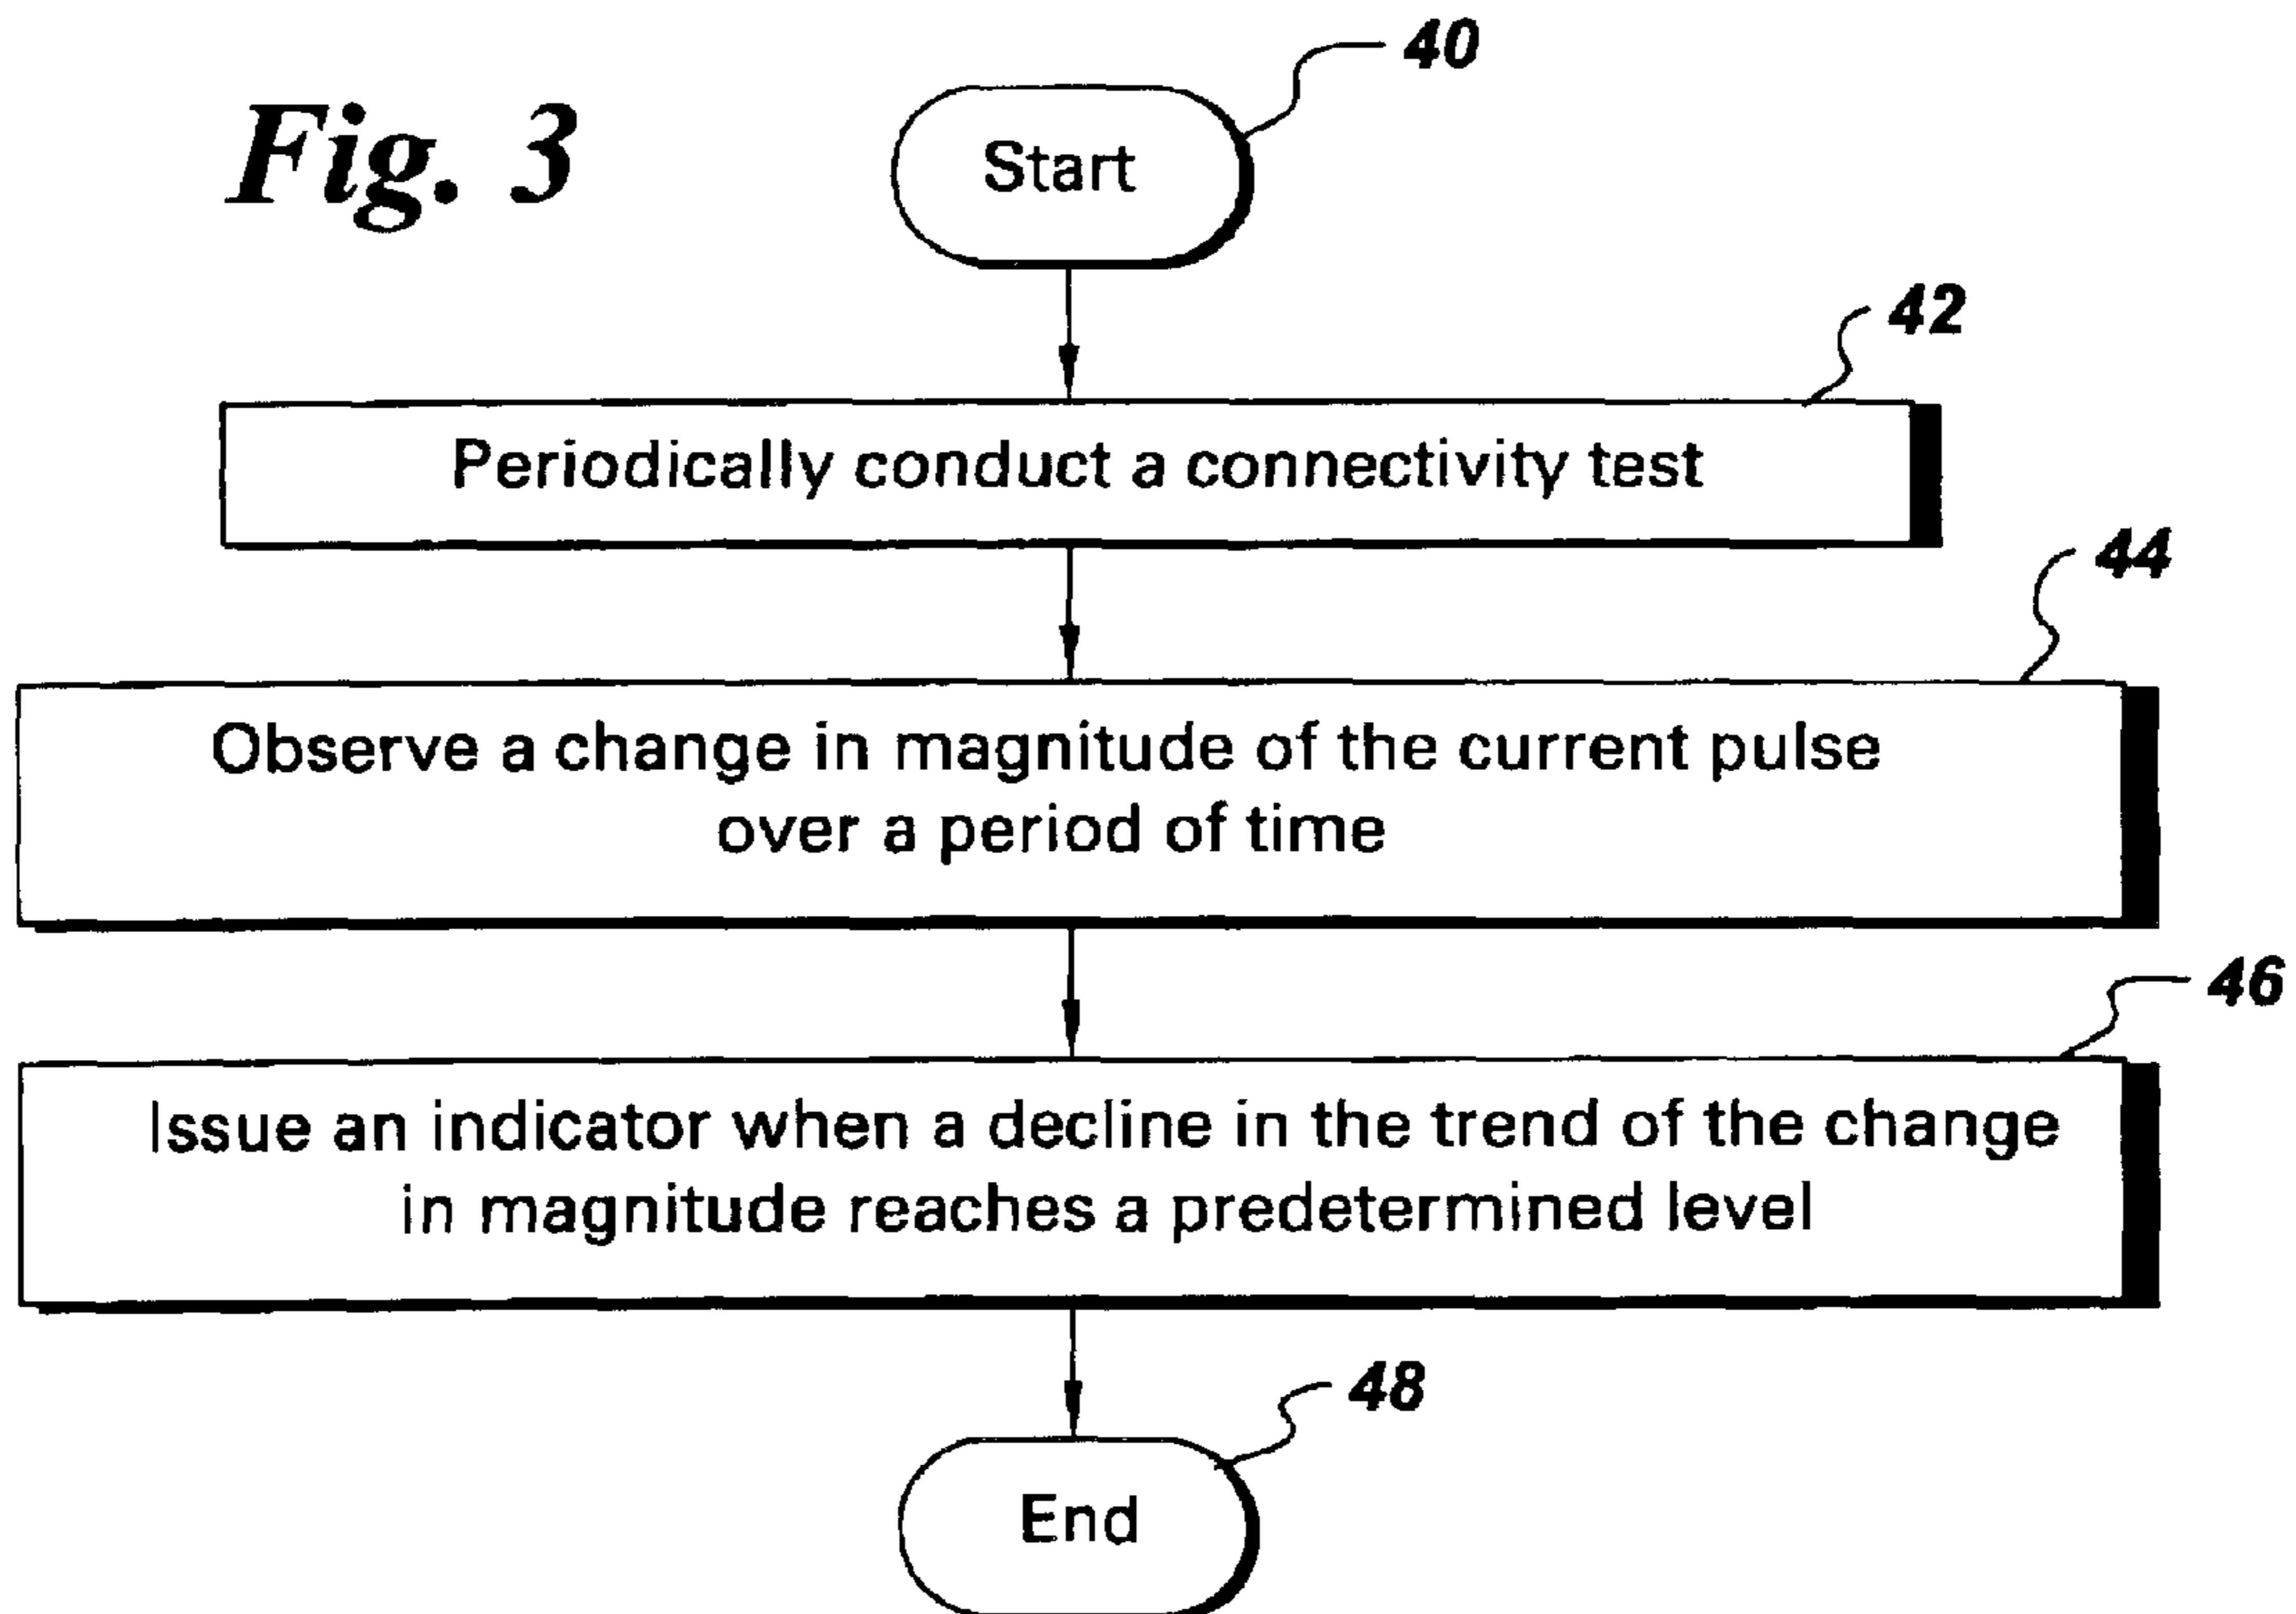 Fig. 3
40
Start
42
Periodically conduct a connectivity test
44
Observe a change in magnitude of the current pulse
over a period of time
46
Issue an indicator when a decline in the trend of the change
in magnitude reaches a predetermined level
48
End